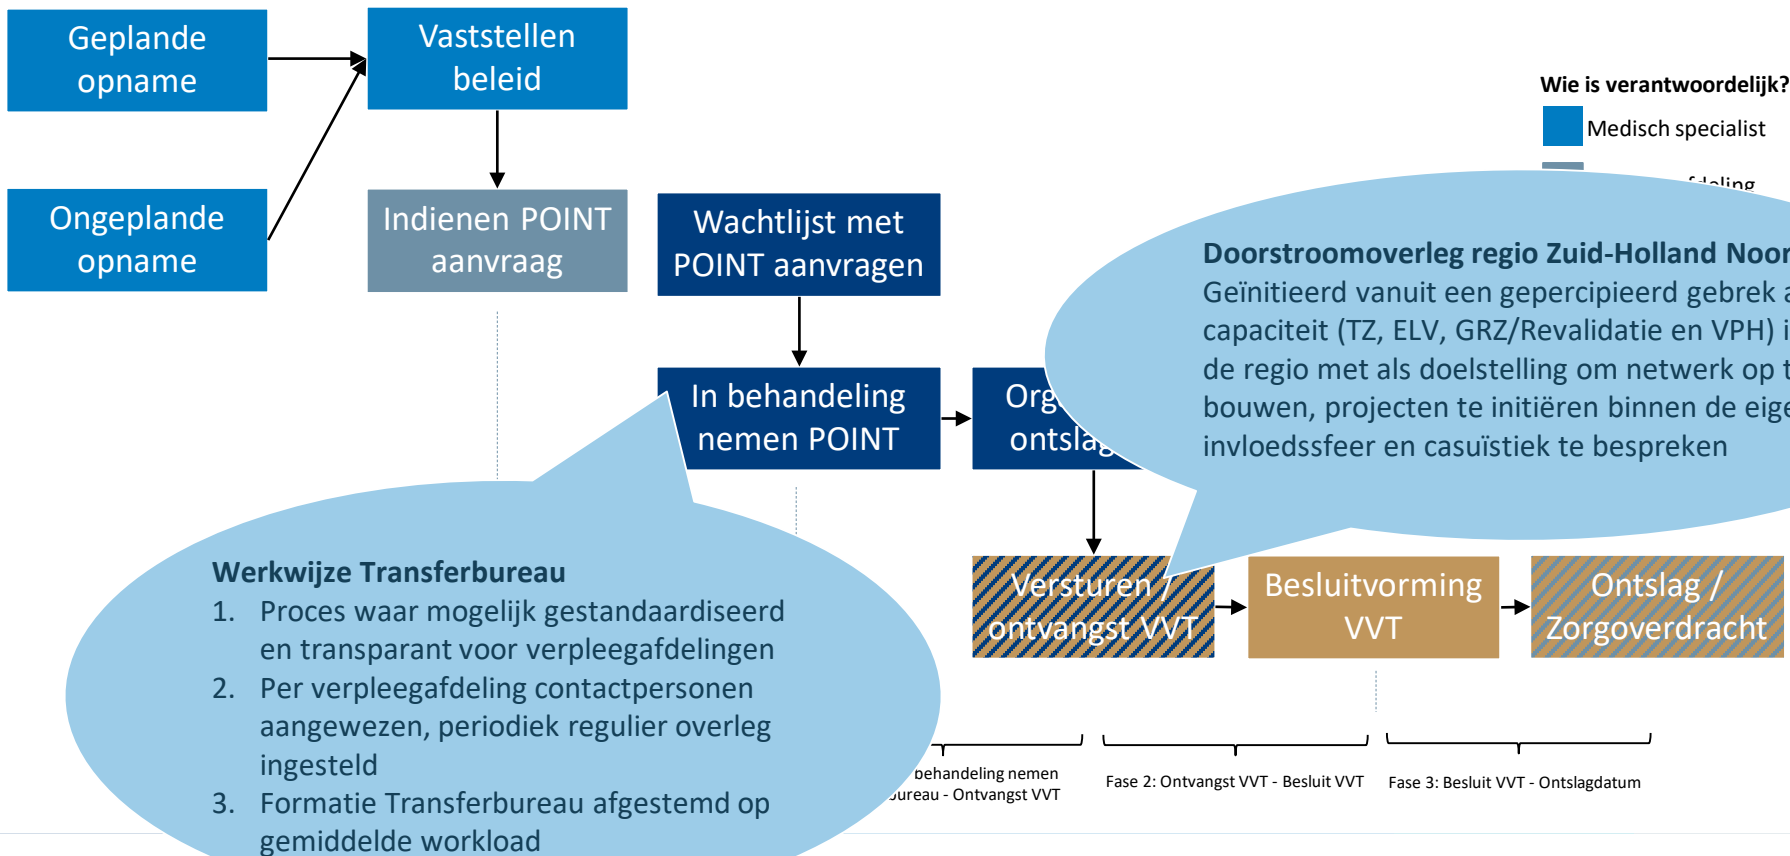 Geplande
opname
Vaststellen
beleid
Wie is verantwoordelijk?
Medisch specialist
Ongeplande
opname
Indienen POINT
aanvraag
Wachtlijst met
POINT aanvragen
Doorstroomoverleg regio Zuid-Holland Noor
Geïnitieerd vanuit een gepercipieerd gebrek a
capaciteit (TZ, ELV, GRZ/Revalidatie en VPH) i
de regio met als doelstelling om netwerk op t
bouwen, projecten te initiëren binnen de eige
invloedssfeer en casuïstiek te bespreken
In behandeling
nemen POINT
Org
ontslag
Werkwijze Transferbureau
1. Proces waar mogelijk gestandaardiseerd
en transparant voor verpleegafdelingen
2. Per verpleegafdeling contactpersonen
aangewezen, periodiek regulier overleg
ingesteld
3. Formatie Transferbureau afgestemd op
gemiddelde workload
Versturen /
ontvangst VVT
Besluitvorming
VVT
Ontslag /
Zorgoverdracht
behandeling nemen
bureau - Ontvangst VVT
Fase 2: Ontvangst VVT - Besluit VVT
Fase 3: Besluit VVT - Ontslagdatum